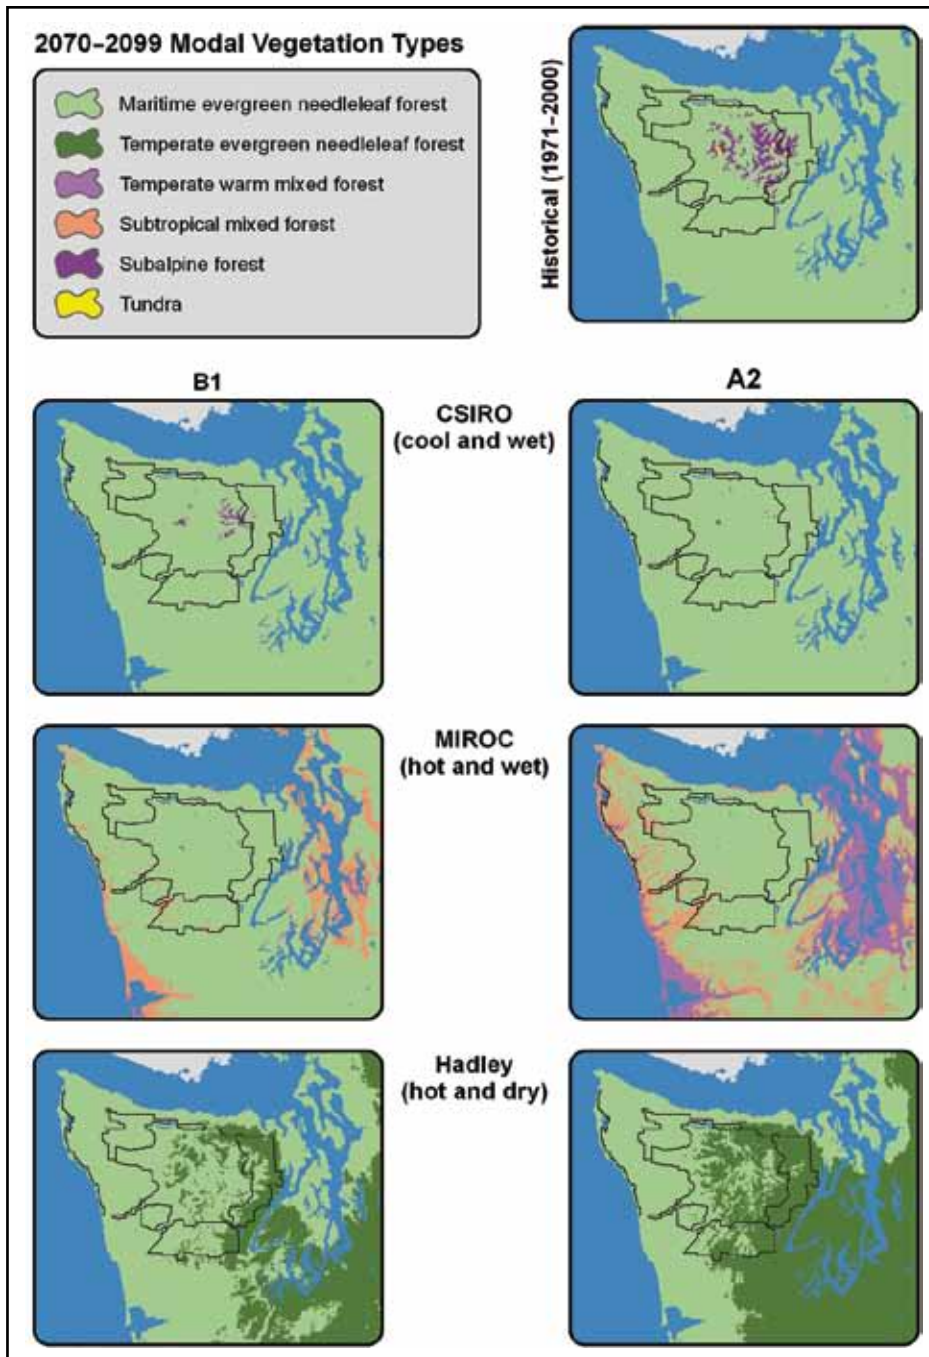 2070–2099 Modal Vegetation Types
Maritime evergreen needleleaf forest
Temperate evergreen needleleaf forest
Temperate warm mixed forest
Subtropical mixed forest
Subalpine forest
Tundra
Historical (1971–2000)
B1
A2
CSIRO
(cool and wet)
MIROC
(hot and wet)
Hadley
(hot and dry)